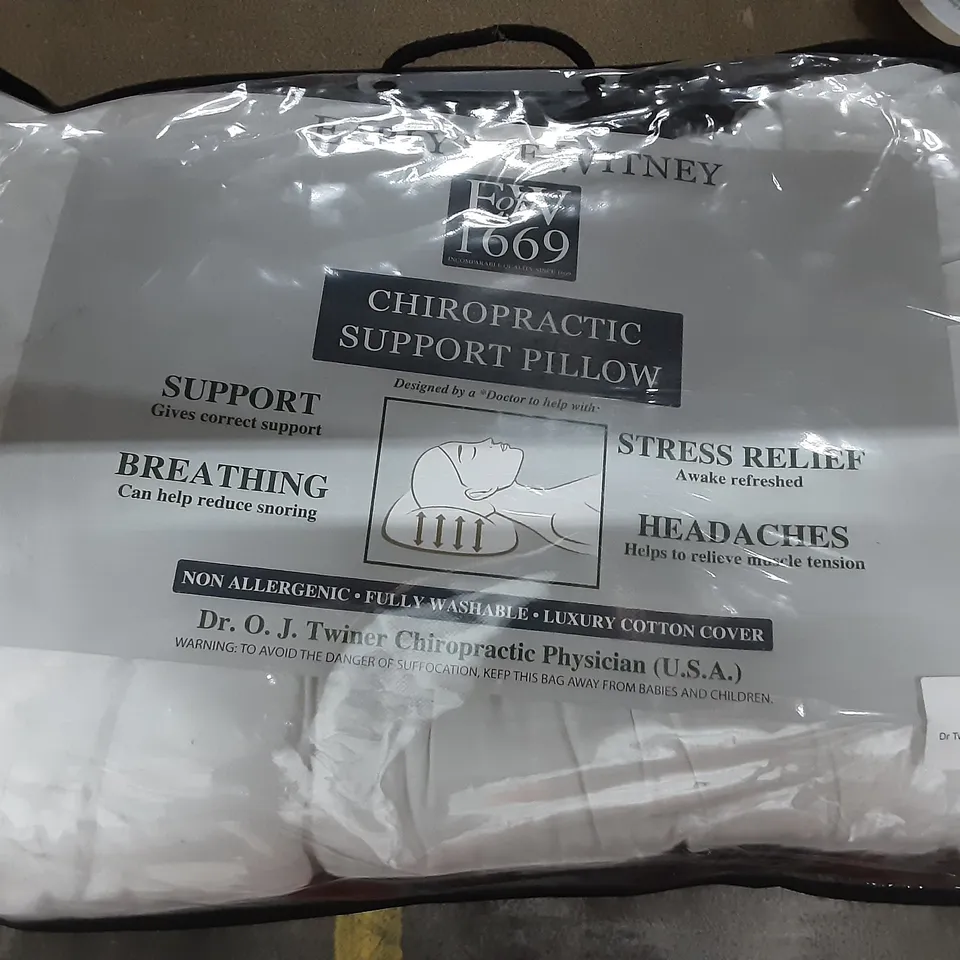 WITNEY
EofW
1669
INCOMPARABLE QUALITY SINCE 1669
CHIROPRACTIC
SUPPORT PILLOW
Designed by a *Doctor to help with:
SUPPORT
Gives correct support
BREATHING
Can help reduce snoring
STRESS RELIEF
Awake refreshed
HEADACHES
Helps to relieve muscle tension
NON ALLERGENIC • FULLY WASHABLE • LUXURY COTTON COVER
Dr. O. J. Twiner Chiropractic Physician (U.S.A.)
WARNING: TO AVOID THE DANGER OF SUFFOCATION, KEEP THIS BAG AWAY FROM BABIES AND CHILDREN.
Dr